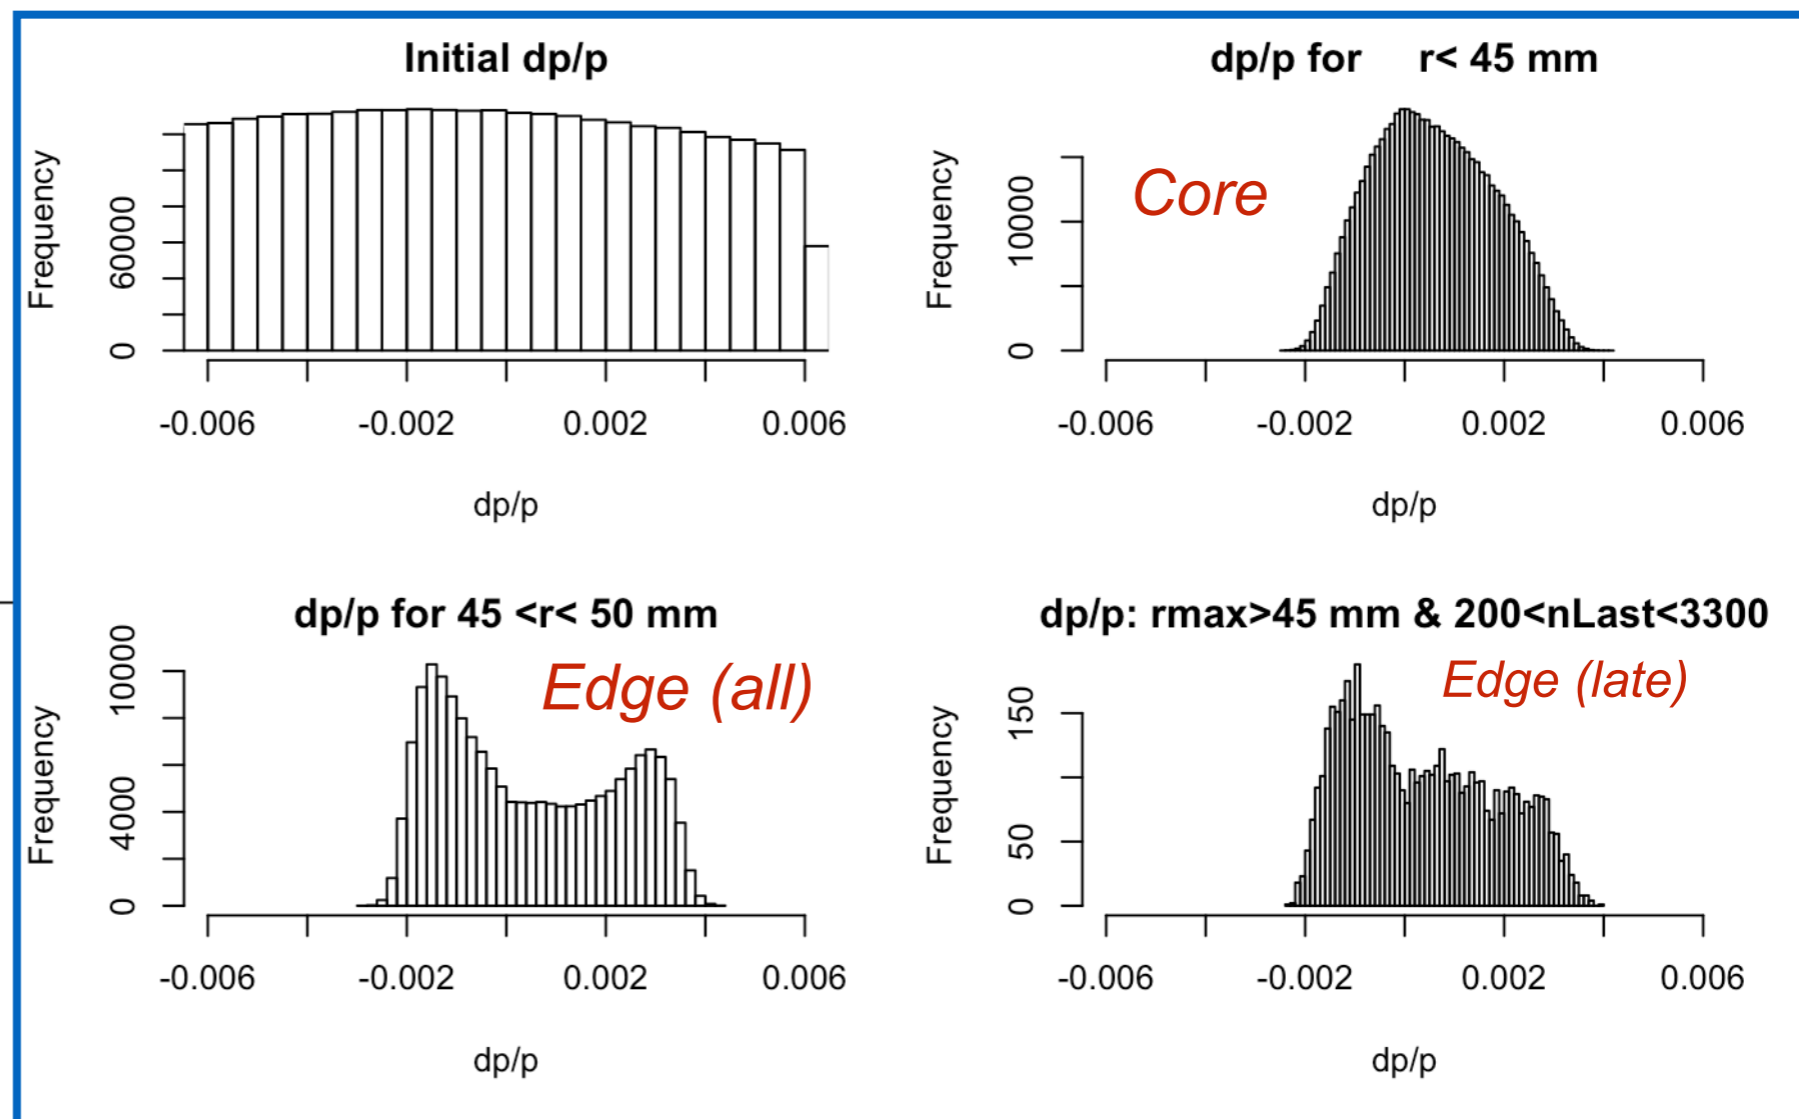 Initial dp/p
Frequency
0
600000
-0.006
-0.002
0.002
0.006
dp/p
dp/p for r< 45 mm
Core
Frequency
0
10000
-0.006
-0.002
0.002
0.006
dp/p
dp/p for 45 <r< 50 mm
Edge (all)
Frequency
0
4000
10000
-0.006
-0.002
0.002
0.006
dp/p
dp/p: rmax>45 mm & 200<nLast<3300
Edge (late)
Frequency
0
50
150
-0.006
-0.002
0.002
0.006
dp/p